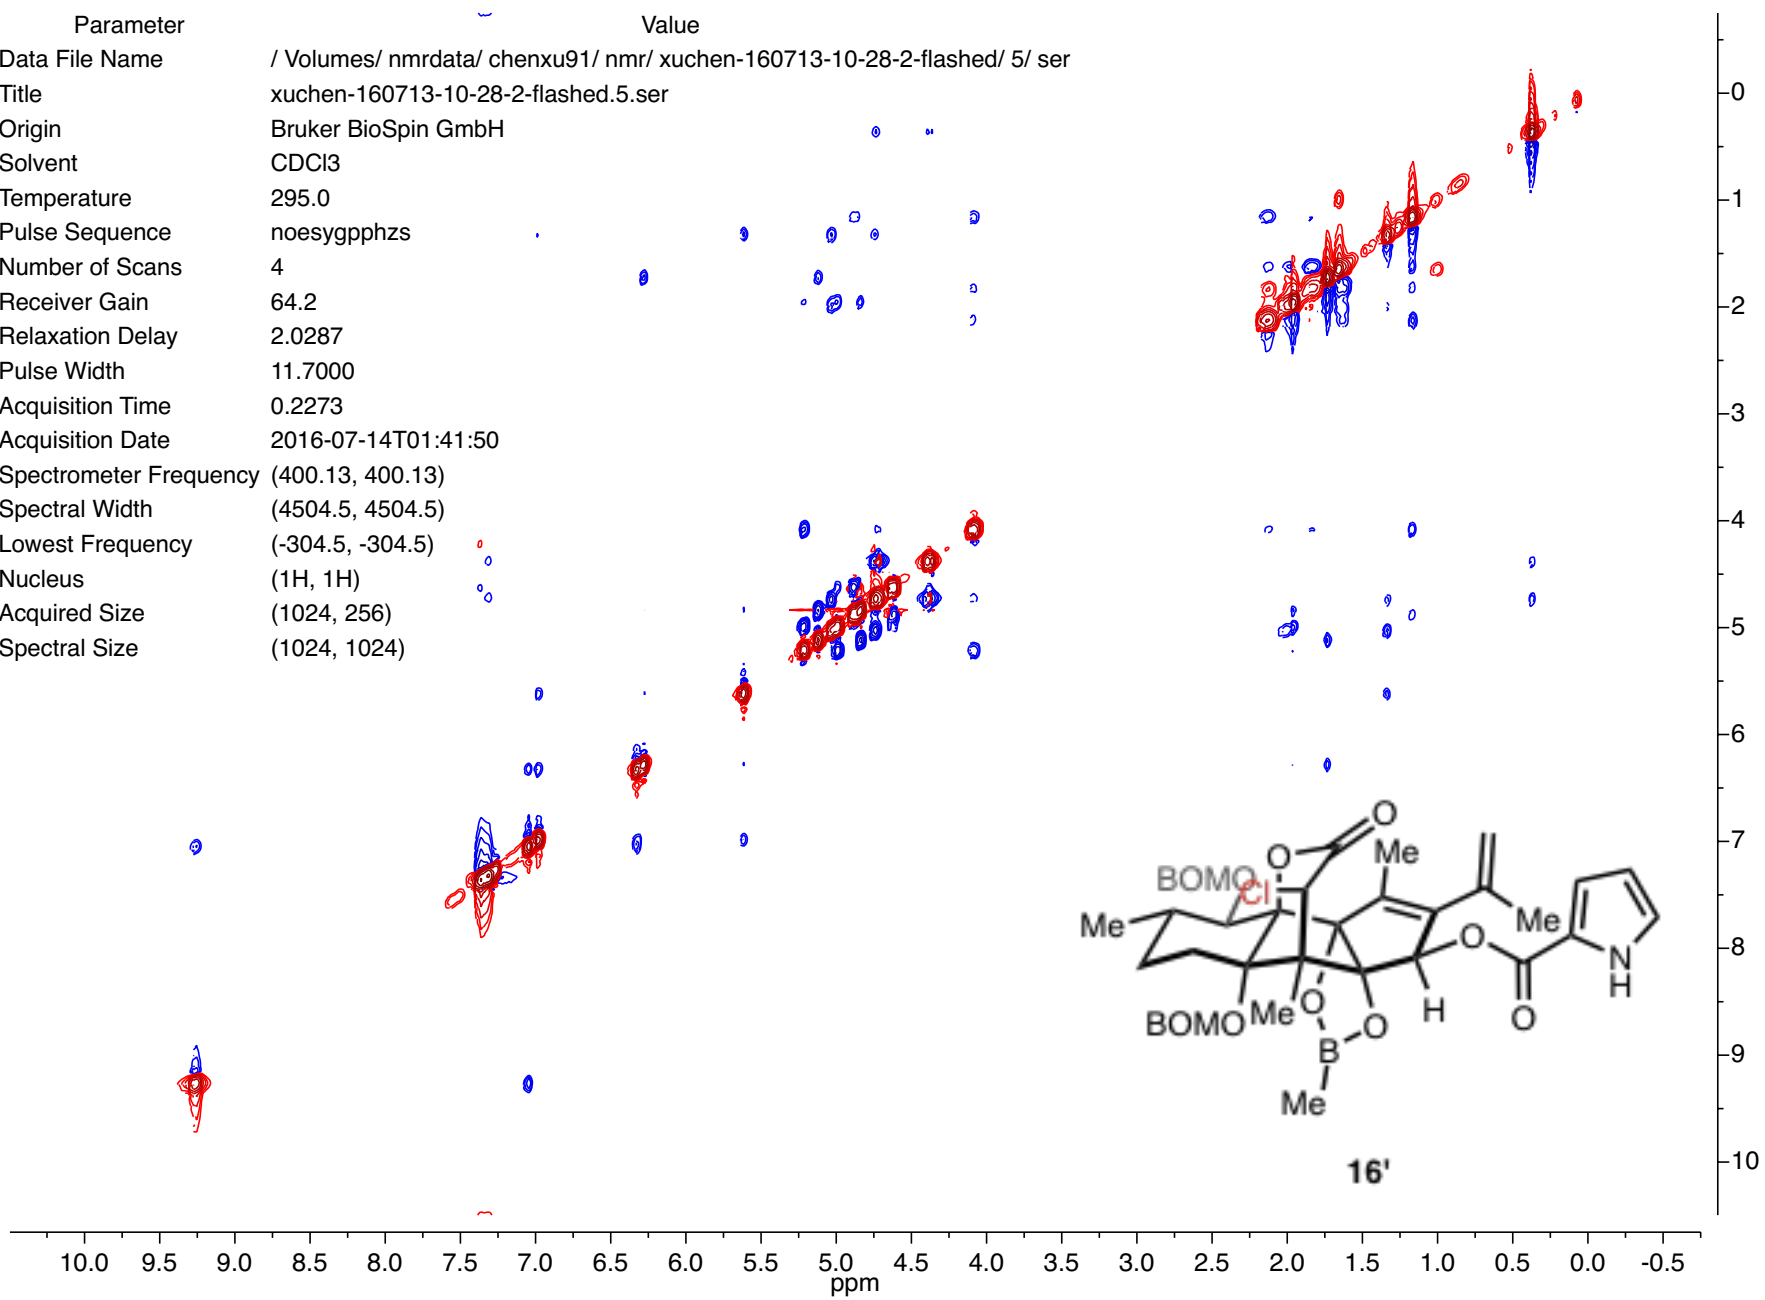 Parameter Value
Data File Name / Volumes/ nmrdata/ chenxu91/ nmr/ xuchen-160713-10-28-2-flashed/ 5/ ser
Title xuchen-160713-10-28-2-flashed.5.ser
Origin Bruker BioSpin GmbH
Solvent CDCl3
Temperature 295.0
Pulse Sequence noesygpphzs
Number of Scans 4
Receiver Gain 64.2
Relaxation Delay 2.0287
Pulse Width 11.7000
Acquisition Time 0.2273
Acquisition Date 2016-07-14T01:41:50
Spectrometer Frequency (400.13, 400.13)
Spectral Width (4504.5, 4504.5)
Lowest Frequency (-304.5, -304.5)
Nucleus (1H, 1H)
Acquired Size (1024, 256)
Spectral Size (1024, 1024)
0
1
2
3
4
5
6
7
8
9
10
O
O Me
BOMO Cl
Me Me
O
N
H
BOMO Me O O H O
B
Me
16'
10.0 9.5 9.0 8.5 8.0 7.5 7.0 6.5 6.0 5.5 5.0 4.5 4.0 3.5 3.0 2.5 2.0 1.5 1.0 0.5 0.0 -0.5
ppm